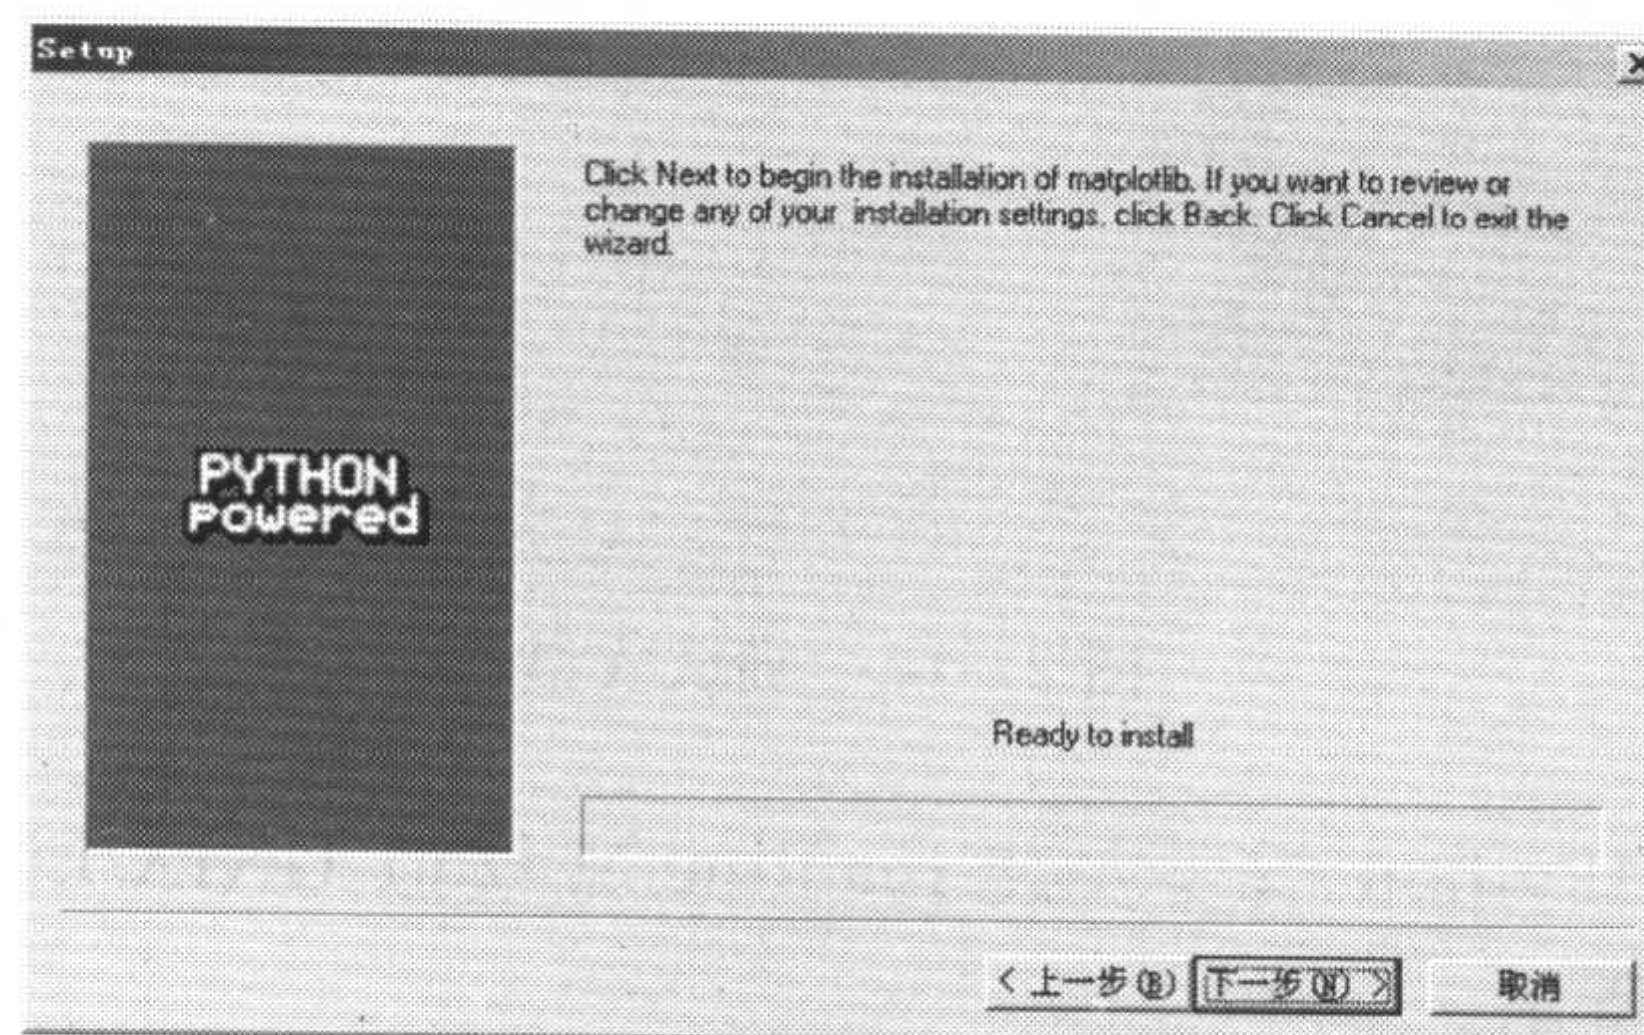 Setup
Click Next to begin the installation of matplotlib. If you want to review or
change any of your installation settings, click Back. Click Cancel to exit the
wizard.
PYTHON
powered
Ready to install
< 上一步(B)
下一步(N) >
取消